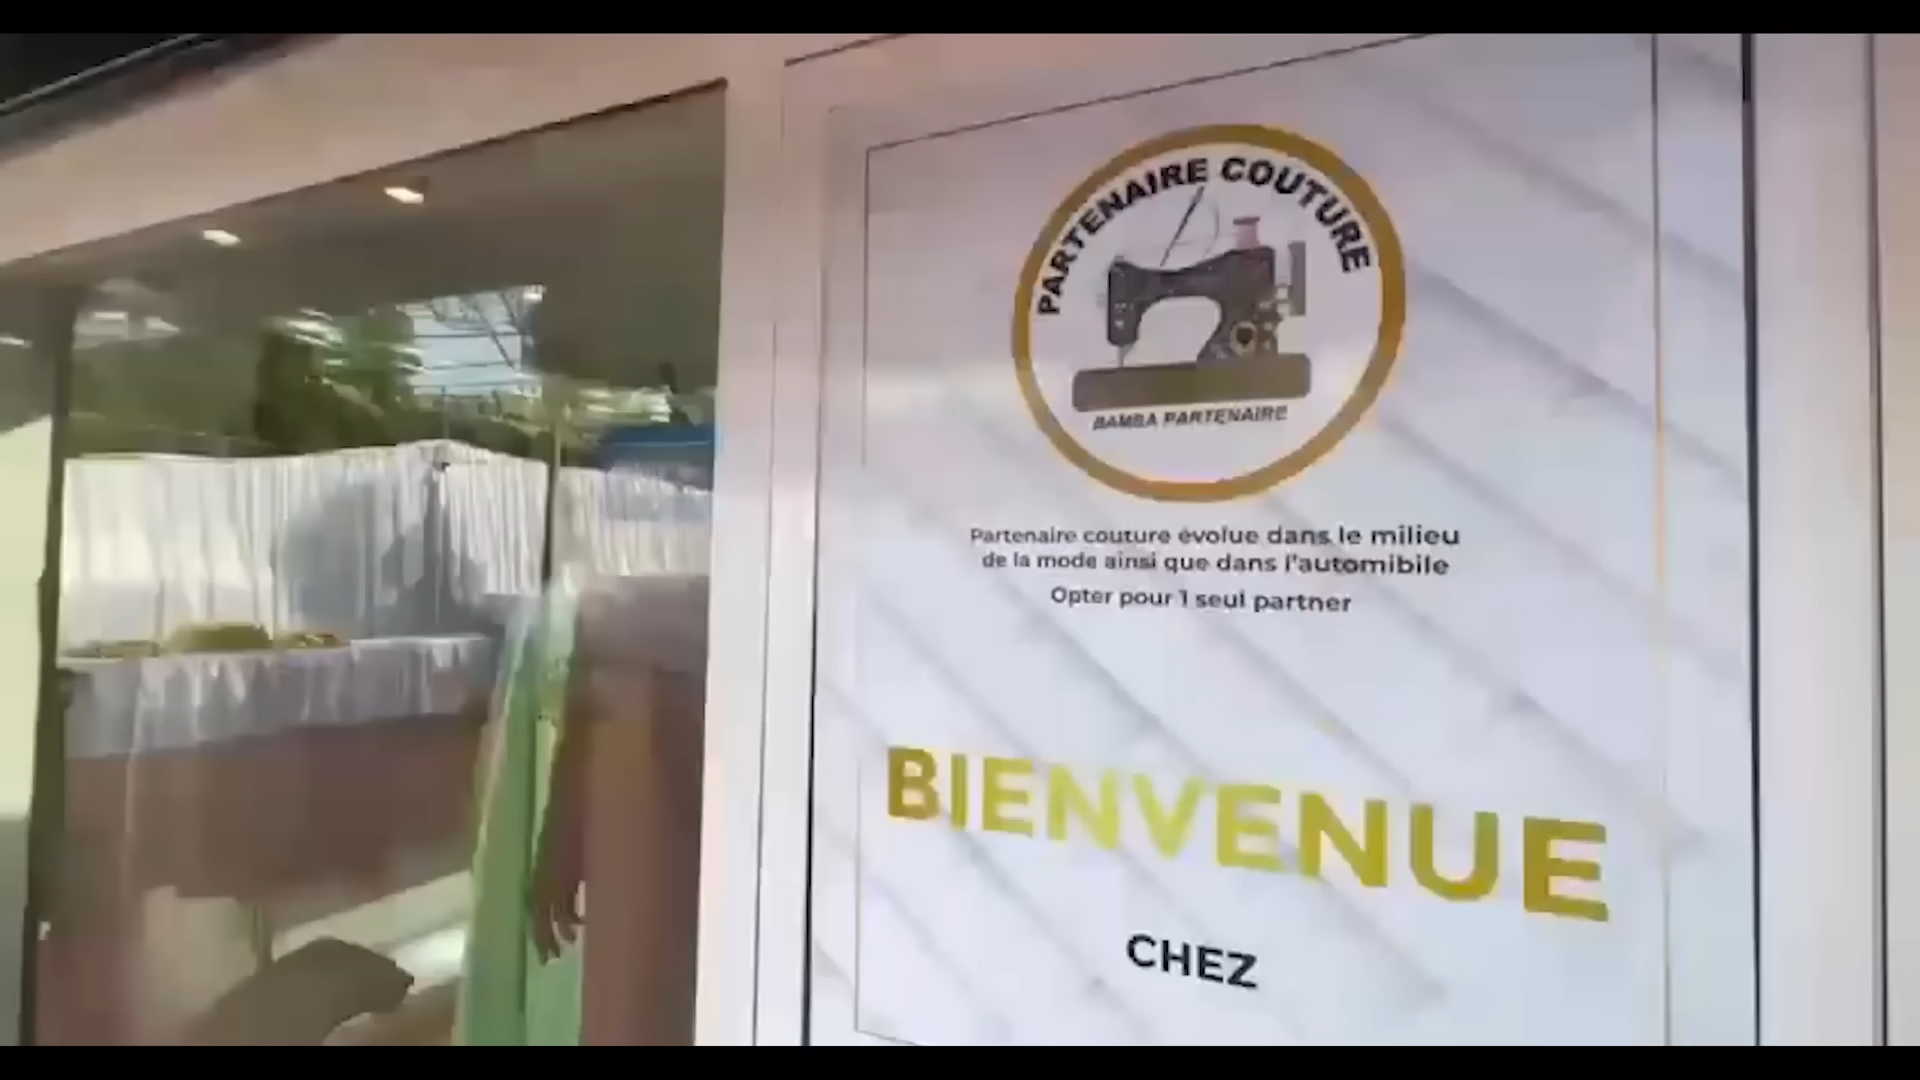 PARTENAIRE COUTURE
BAMBA PARTENAIRE
Partenaire couture évolue dans le milieu
de la mode ainsi que dans l'automibile
Opter pour 1 seul partner
BIENVENUE
CHEZ